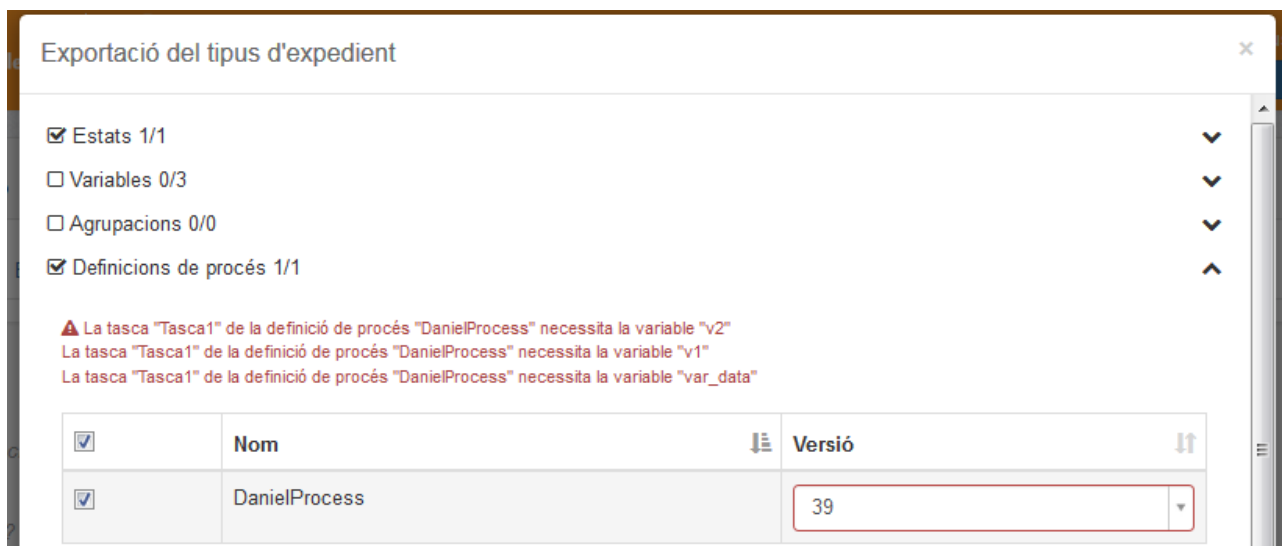 Exportació del tipus d'expedient ×
Estats 1/1
Variables 0/3
Agrupacions 0/0
Definicions de procés 1/1
La tasca "Tasca1" de la definició de procés "DanielProcess" necessita la variable "v2"
La tasca "Tasca1" de la definició de procés "DanielProcess" necessita la variable "v1"
La tasca "Tasca1" de la definició de procés "DanielProcess" necessita la variable "var_data"
Nom Versió
DanielProcess 39